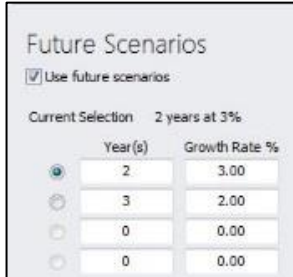 Future Scenarios
Use future scenarios
Current Selection 2 years at 3%
Year(s) Growth Rate %
2 3.00
3 2.00
0 0.00
0 0.00